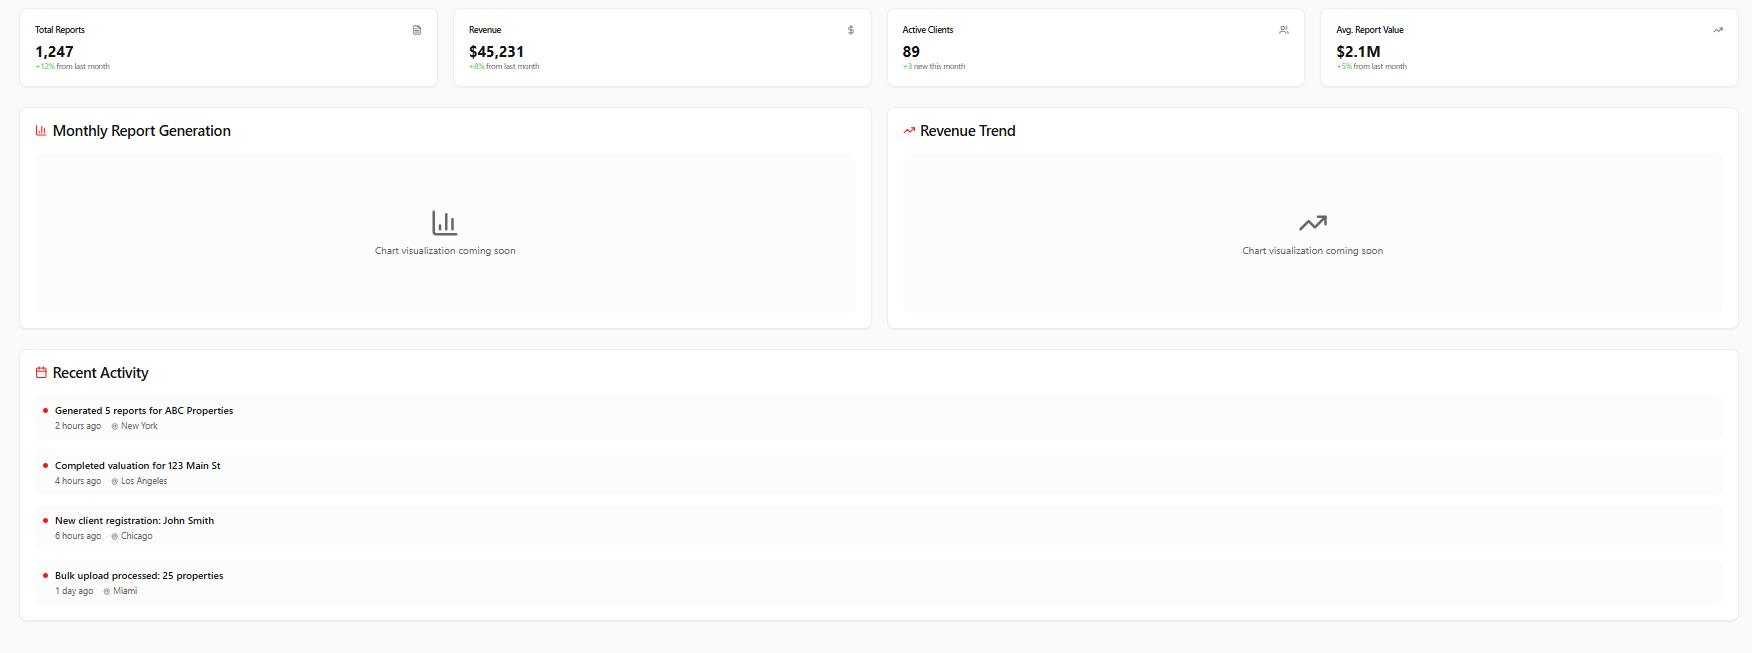 Total Reports
1,247
+12% from last month
Revenue
$45,231
+8% from last month
Active Clients
89
+3 new this month
Avg. Report Value
$2.1M
+5% from last month
Monthly Report Generation
Chart visualization coming soon
Revenue Trend
Chart visualization coming soon
Recent Activity
Generated 5 reports for ABC Properties
2 hours ago New York
Completed valuation for 123 Main St
4 hours ago Los Angeles
New client registration: John Smith
6 hours ago Chicago
Bulk upload processed: 25 properties
1 day ago Miami